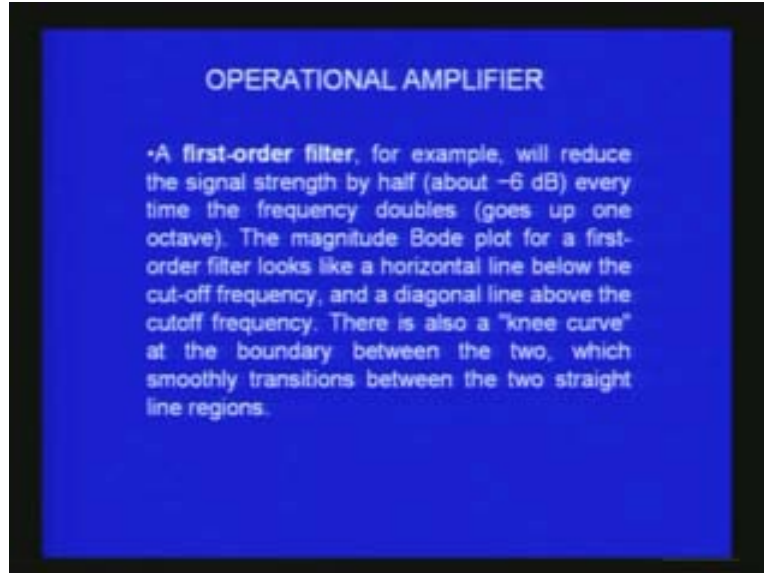 OPERATIONAL AMPLIFIER
•A first-order filter, for example, will reduce
the signal strength by half (about −6 dB) every
time the frequency doubles (goes up one
octave). The magnitude Bode plot for a first-
order filter looks like a horizontal line below the
cut-off frequency, and a diagonal line above the
cutoff frequency. There is also a "knee curve"
at the boundary between the two, which
smoothly transitions between the two straight
line regions.